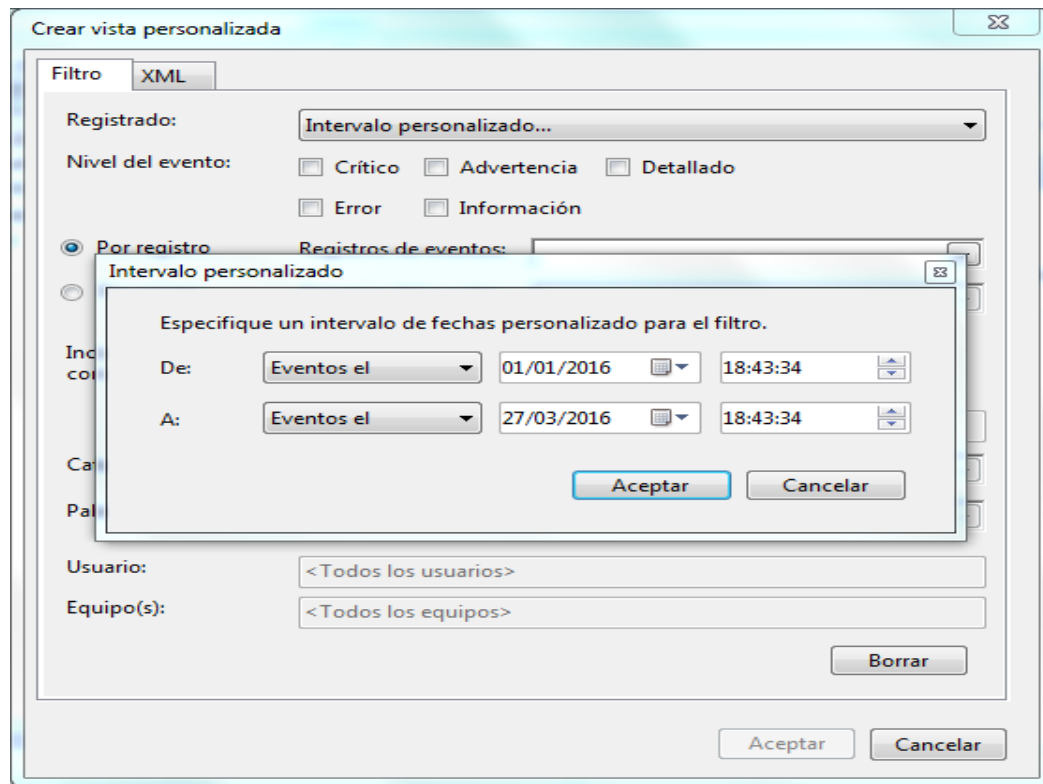 Crear vista personalizada
Filtro XML
Registrado: Intervalo personalizado...
Nivel del evento: Crítico Advertencia Detallado
Error Información
Por registro Registros de eventos:
Intervalo personalizado
Especifique un intervalo de fechas personalizado para el filtro.
De: Eventos el 01/01/2016 18:43:34
A: Eventos el 27/03/2016 18:43:34
Aceptar Cancelar
Usuario: <Todos los usuarios>
Equipo(s): <Todos los equipos>
Borrar
Aceptar Cancelar